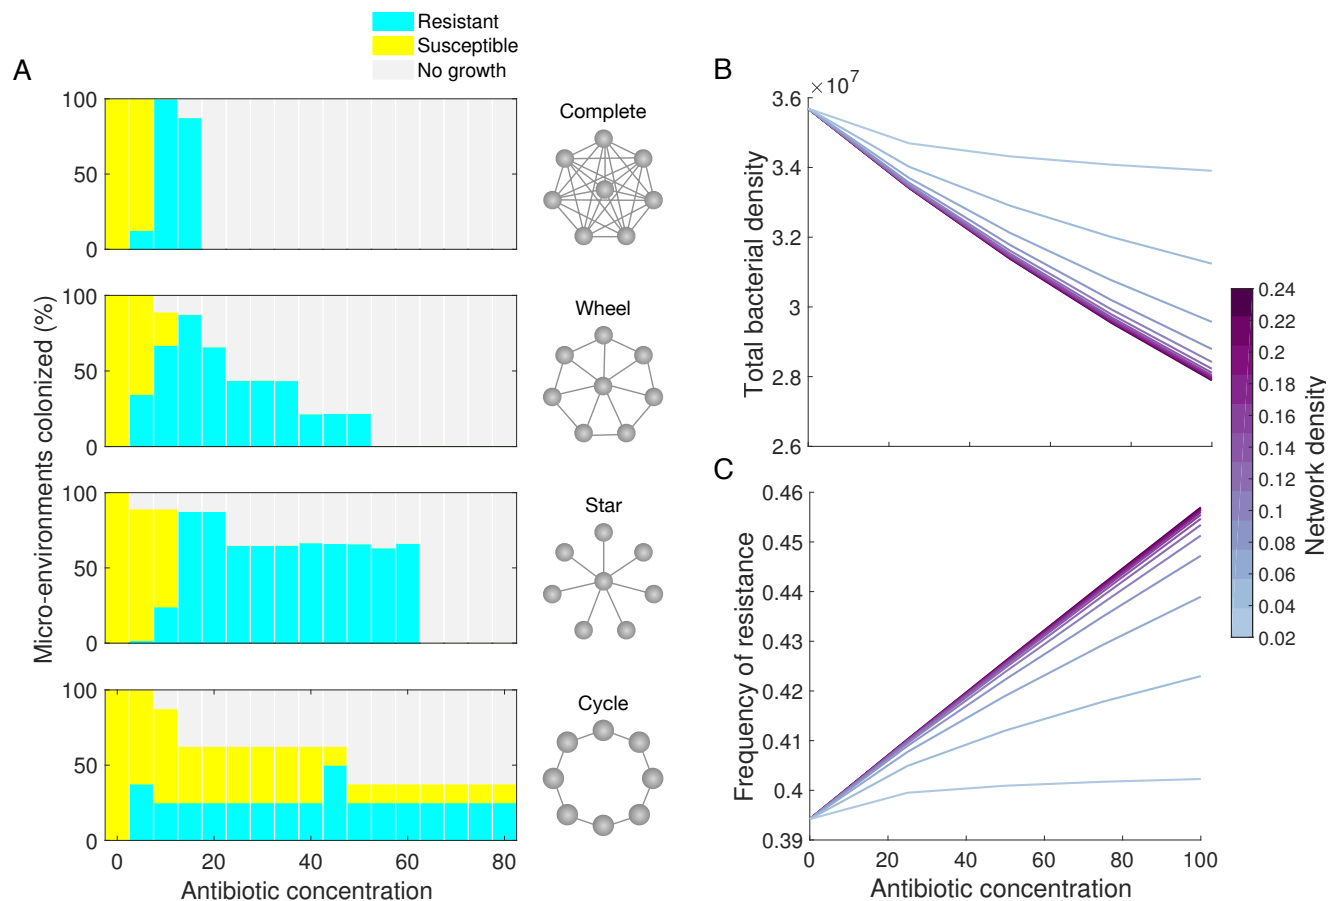 Resistant
Susceptible
No growth
A
Micro-environments colonized (%)
100
50
0
Complete
100
50
0
Wheel
100
50
0
Star
100
50
0
Cycle
0 20 40 60 80
Antibiotic concentration
B
×10^7
Total bacterial density
3.6
3.4
3.2
3
2.8
2.6
C
Frequency of resistance
0.46
0.45
0.44
0.43
0.42
0.41
0.4
0.39
0 20 40 60 80 100
Antibiotic concentration
0.24
0.22
0.2
0.18
0.16
0.14
0.12
0.1
0.08
0.06
0.04
0.02
Network density